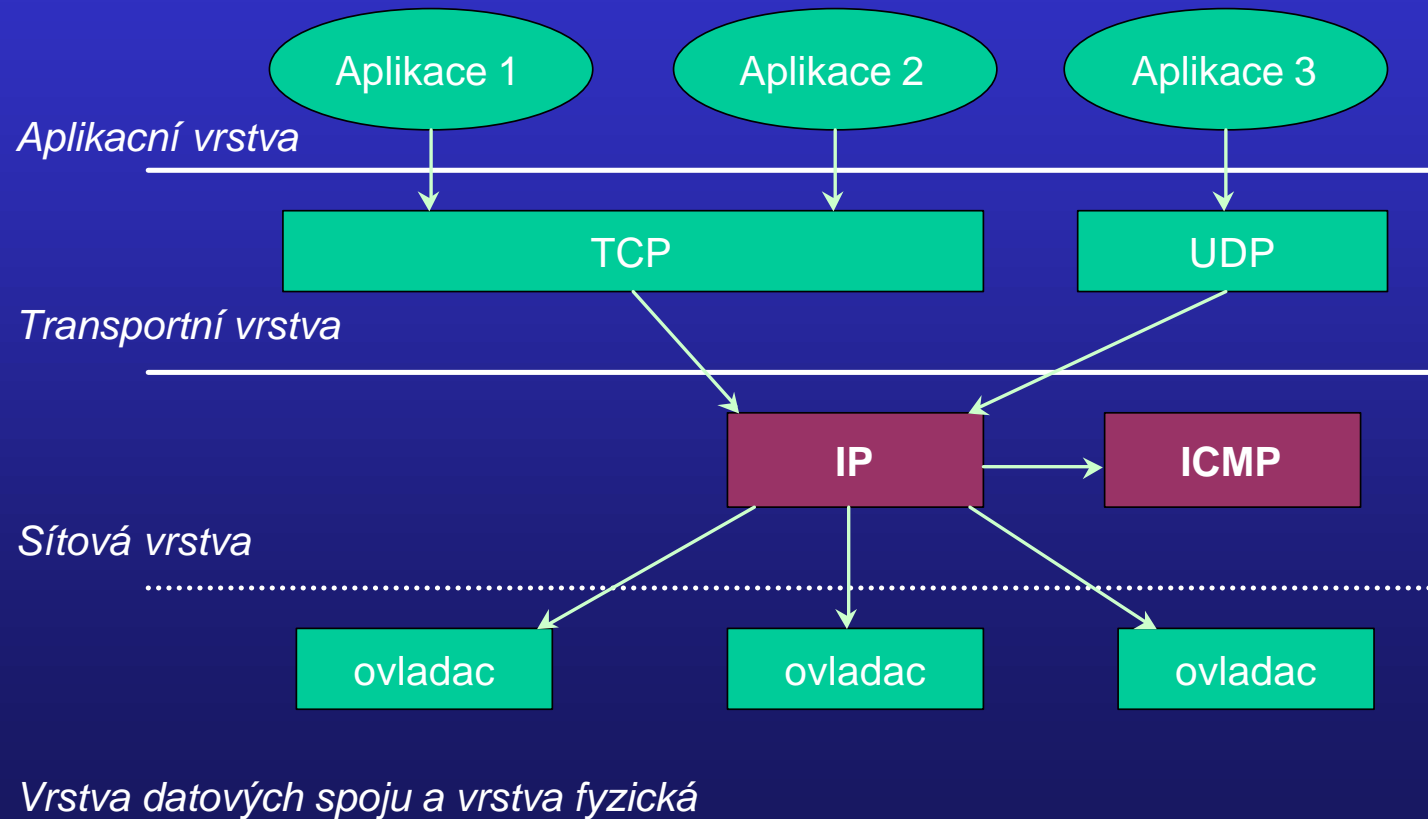 Aplikace 1
Aplikace 2
Aplikace 3
Aplikacní vrstva
TCP
UDP
Transportní vrstva
IP
ICMP
Sítová vrstva
ovladac
ovladac
ovladac
Vrstva datových spoju a vrstva fyzická